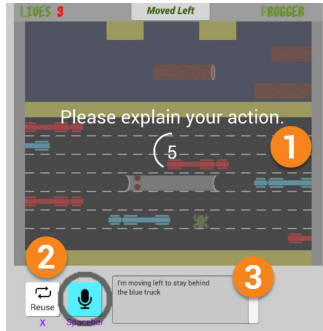 LIVES 3 Moved Left FROGGER
Please explain your action.
5
1
2
3
I'm moving left to stay behind
the blue truck
Reuse
X Spacebar